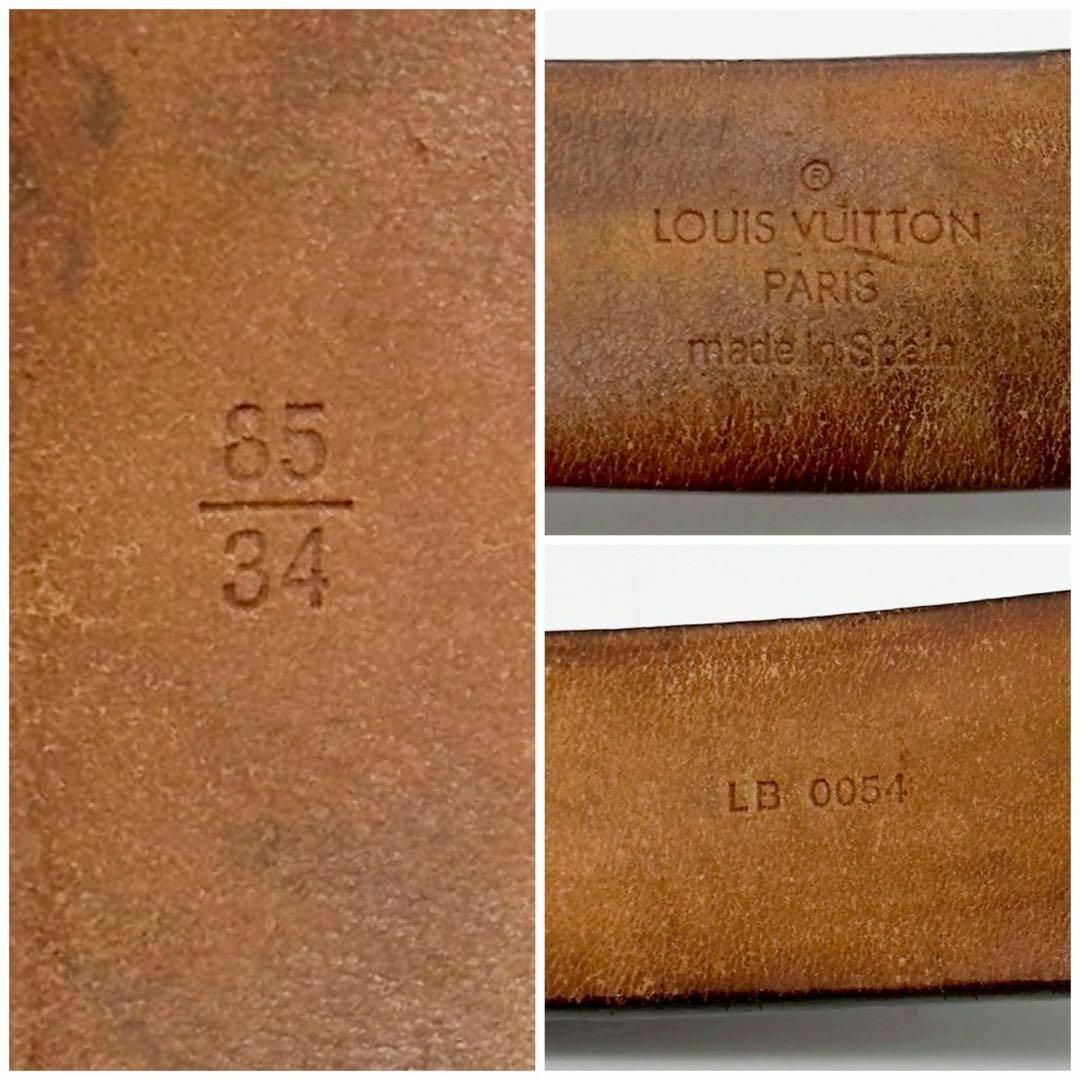 85
34
®
LOUIS VUITTON
PARIS
made in Spain
LB 0054